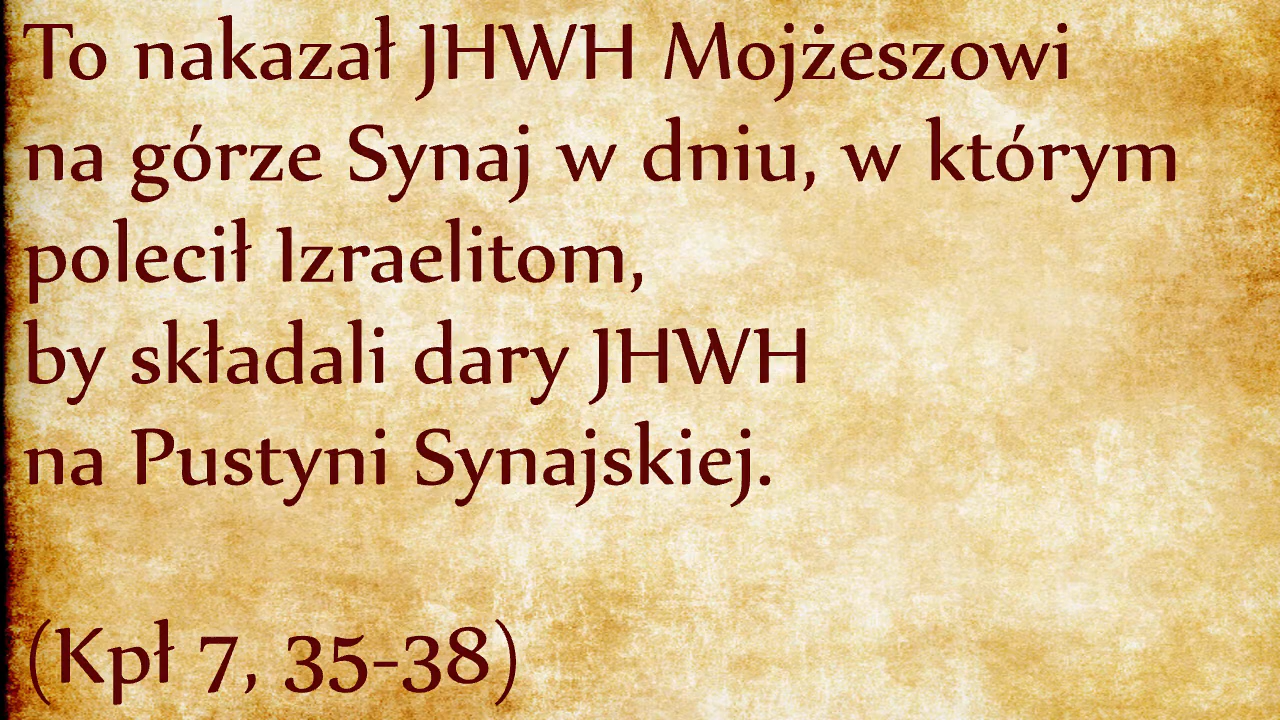 To nakazał JHWH Mojżeszowi
na górze Synaj w dniu, w którym
polecił Izraelitom,
by składali dary JHWH
na Pustyni Synajskiej.
(Kpł 7, 35-38)